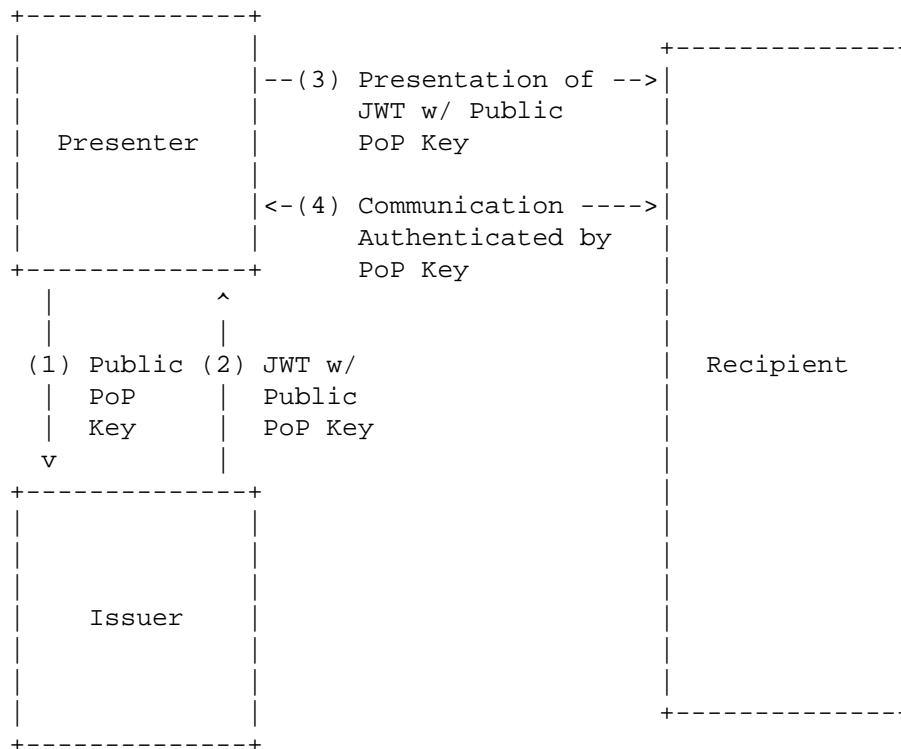 --(3) Presentation of -->
JWT w/ Public
Presenter PoP Key
<-(4) Communication ---->
Authenticated by
PoP Key
(1) Public (2) JWT w/ Recipient
PoP Public
Key PoP Key
Issuer